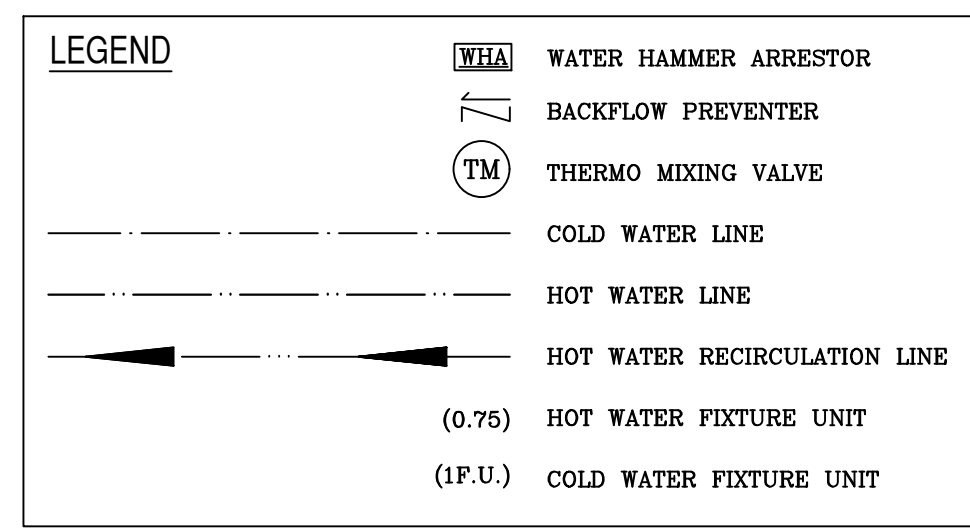 LEGEND
WHA WATER HAMMER ARRESTOR
BACKFLOW PREVENTER
TM THERMO MIXING VALVE
COLD WATER LINE
HOT WATER LINE
HOT WATER RECIRCULATION LINE
(0.75) HOT WATER FIXTURE UNIT
(1F.U.) COLD WATER FIXTURE UNIT